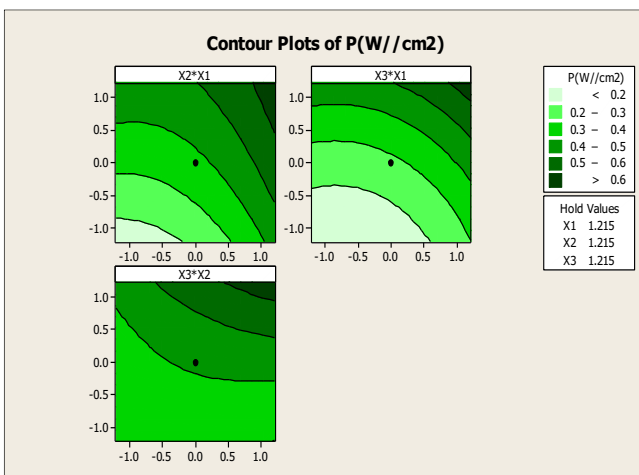 Contour Plots of P(W//cm2)
X2*X1
1.0
0.5
0.0
-0.5
-1.0
-1.0 -0.5 0.0 0.5 1.0
X3*X1
1.0
0.5
0.0
-0.5
-1.0
-1.0 -0.5 0.0 0.5 1.0
X3*X2
1.0
0.5
0.0
-0.5
-1.0
-1.0 -0.5 0.0 0.5 1.0
P(W//cm2)
< 0.2
0.2 – 0.3
0.3 – 0.4
0.4 – 0.5
0.5 – 0.6
> 0.6
Hold Values
X1 1.215
X2 1.215
X3 1.215